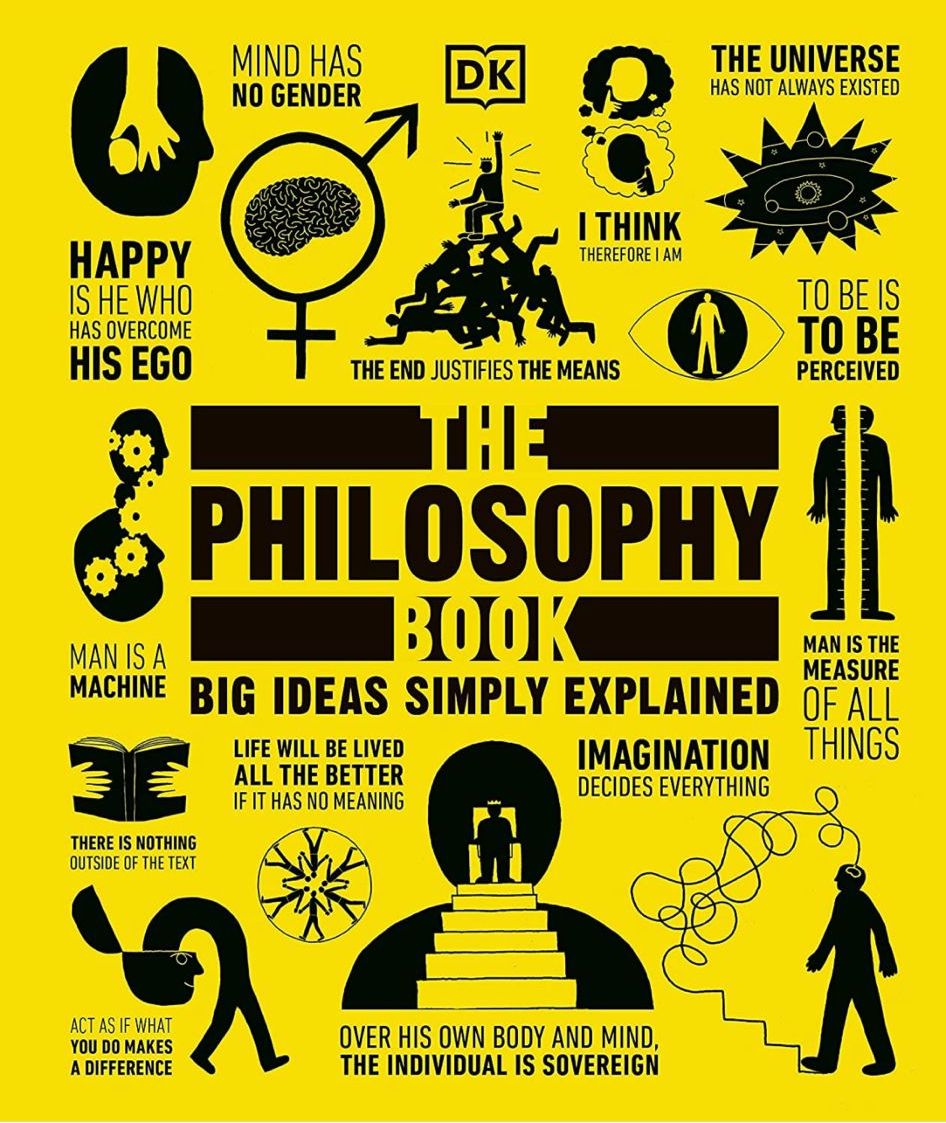 MIND HAS
NO GENDER
DK
THE UNIVERSE
HAS NOT ALWAYS EXISTED
I THINK
THEREFORE I AM
HAPPY
IS HE WHO
HAS OVERCOME
HIS EGO
THE END JUSTIFIES THE MEANS
TO BE IS
TO BE
PERCEIVED
THE
PHILOSOPHY
BOOK
BIG IDEAS SIMPLY EXPLAINED
MAN IS A
MACHINE
MAN IS THE
MEASURE
OF ALL
THINGS
THERE IS NOTHING
OUTSIDE OF THE TEXT
LIFE WILL BE LIVED
ALL THE BETTER
IF IT HAS NO MEANING
IMAGINATION
DECIDES EVERYTHING
ACT AS IF WHAT
YOU DO MAKES
A DIFFERENCE
OVER HIS OWN BODY AND MIND,
THE INDIVIDUAL IS SOVEREIGN